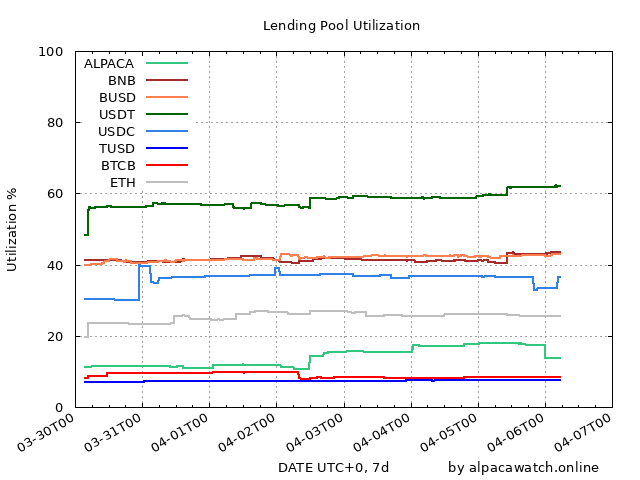 Lending Pool Utilization
Utilization %
100
80
60
40
20
0
ALPACA
BNB
BUSD
USDT
USDC
TUSD
BTCB
ETH
03-30T00
03-31T00
04-01T00
04-02T00
04-03T00
04-04T00
04-05T00
04-06T00
04-07T00
DATE UTC+0, 7d
by alpacawatch.online